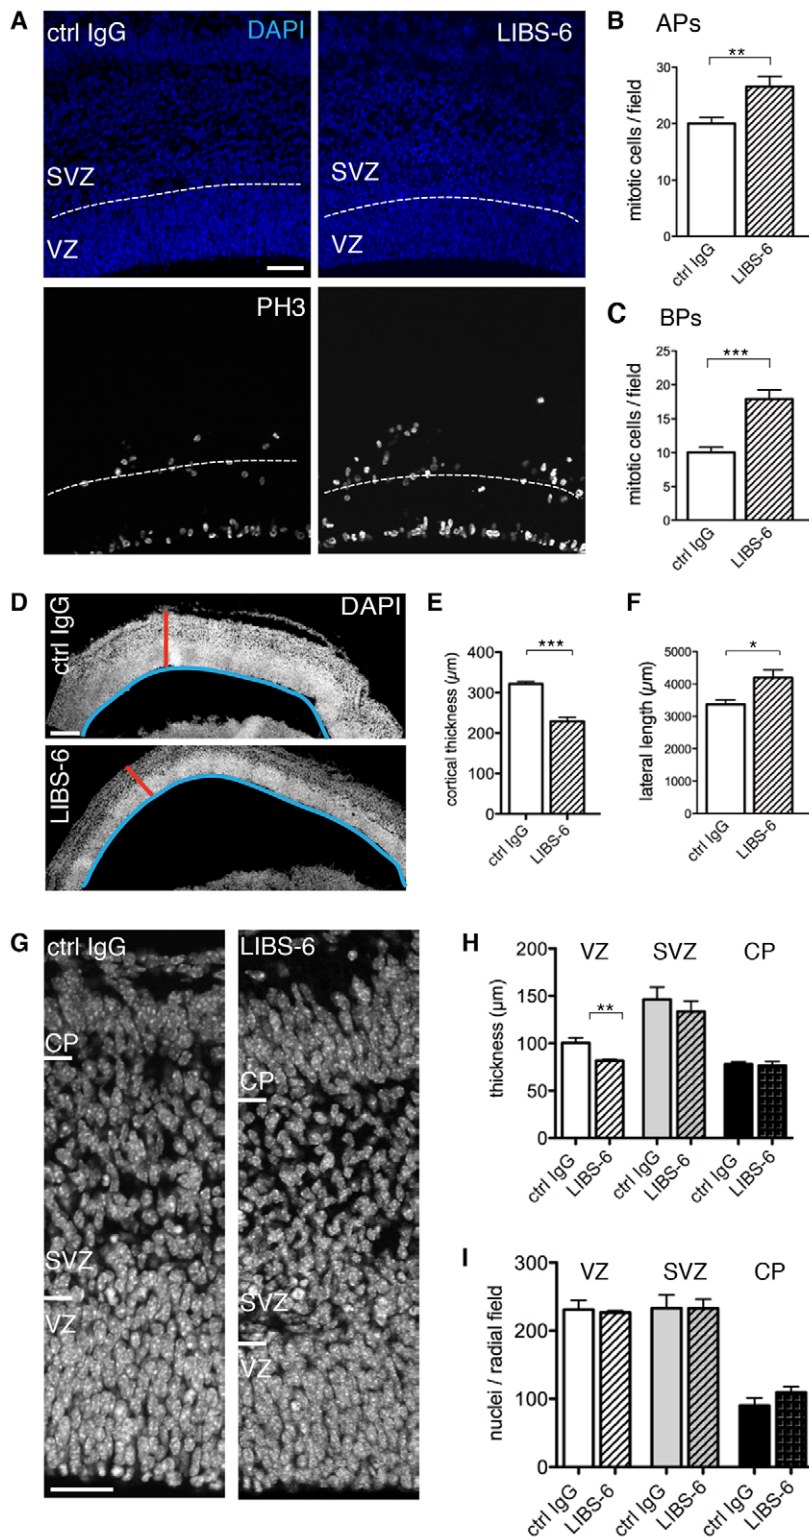 A
ctrl IgG
DAPI
LIBS-6
SVZ
VZ
SVZ
VZ
PH3
B
APs
mitotic cells / field
30
20
10
0
**
ctrl IgG
LIBS-6
C
BPs
mitotic cells / field
25
20
15
10
5
0
***
ctrl IgG
LIBS-6
D
ctrl IgG
DAPI
LIBS-6
E
cortical thickness (µm)
400
300
200
100
0
***
ctrl IgG
LIBS-6
F
lateral length (µm)
5000
4000
3000
2000
1000
0
*
ctrl IgG
LIBS-6
G
ctrl IgG
CP
SVZ
VZ
LIBS-6
CP
SVZ
VZ
H
thickness (µm)
200
150
100
50
0
VZ
SVZ
CP
**
ctrl IgG
LIBS-6
ctrl IgG
LIBS-6
ctrl IgG
LIBS-6
I
nuclei / radial field
300
200
100
0
VZ
SVZ
CP
ctrl IgG
LIBS-6
ctrl IgG
LIBS-6
ctrl IgG
LIBS-6